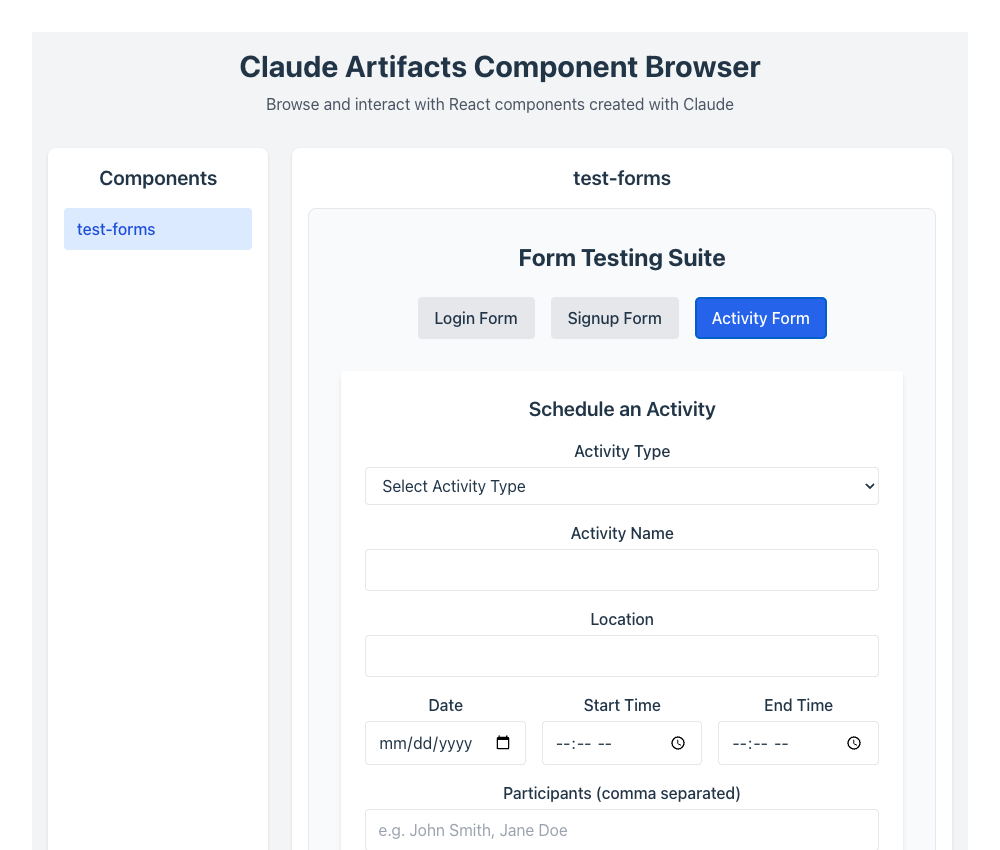 Claude Artifacts Component Browser
Browse and interact with React components created with Claude
Components
test-forms
test-forms
Form Testing Suite
Login Form
Signup Form
Activity Form
Schedule an Activity
Activity Type
Select Activity Type
Activity Name
Location
Date
Start Time
End Time
mm/dd/yyyy
--:-- --
--:-- --
Participants (comma separated)
e.g. John Smith, Jane Doe